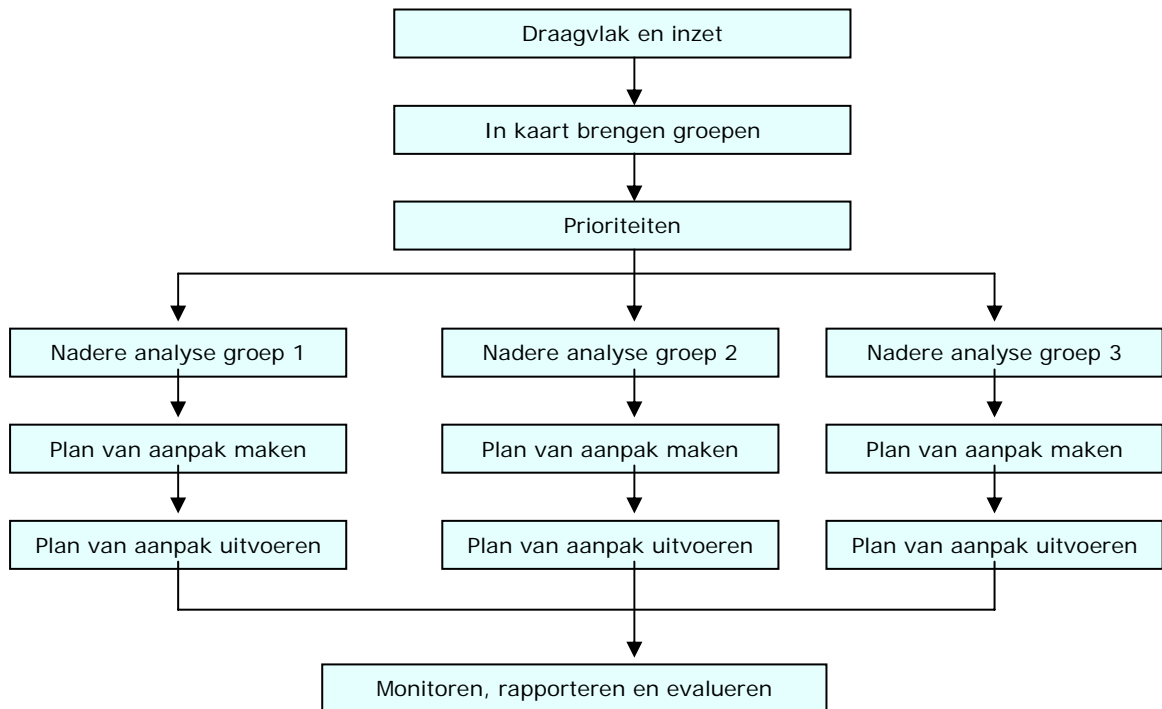 Draagvlak en inzet
In kaart brengen groepen
Prioriteiten
Nadere analyse groep 1
Nadere analyse groep 2
Nadere analyse groep 3
Plan van aanpak maken
Plan van aanpak maken
Plan van aanpak maken
Plan van aanpak uitvoeren
Plan van aanpak uitvoeren
Plan van aanpak uitvoeren
Monitoren, rapporteren en evalueren